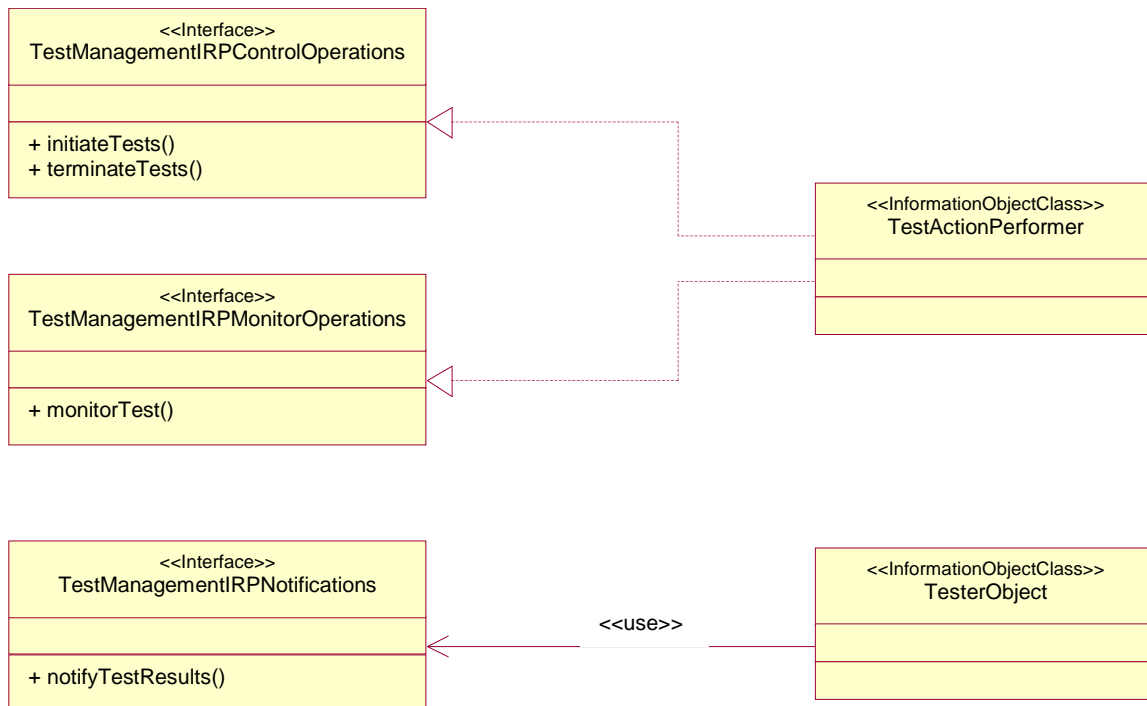 <<Interface>>
TestManagementIRPControlOperations
+ initiateTests()
+ terminateTests()
<<InformationObjectClass>>
TestActionPerformer
<<Interface>>
TestManagementIRPMonitorOperations
+ monitorTest()
<<Interface>>
TestManagementIRPNotifications
+ notifyTestResults()
<<use>>
<<InformationObjectClass>>
TesterObject